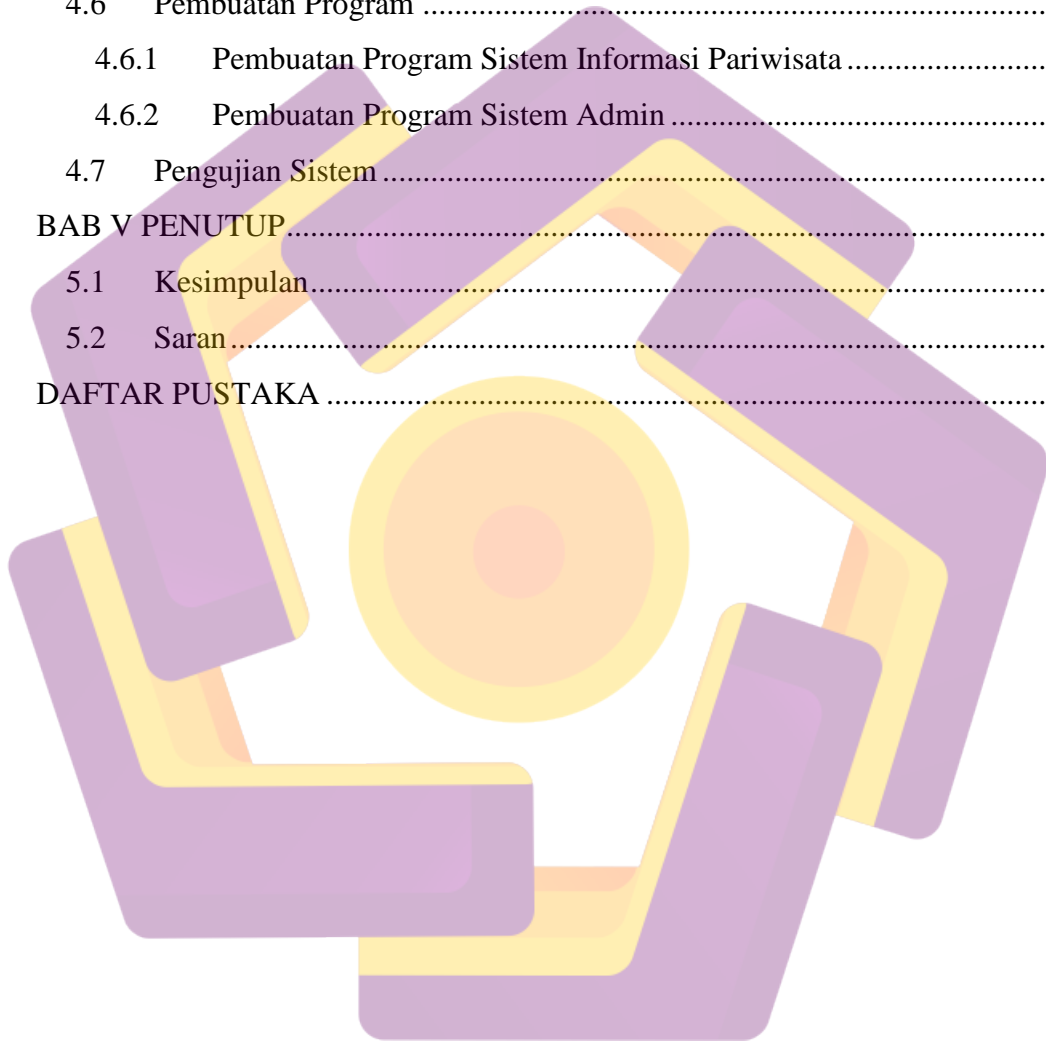 4.6 Pembuatan Program ................................................................................
4.6.1 Pembuatan Program Sistem Informasi Pariwisata .........................
4.6.2 Pembuatan Program Sistem Admin ...............................................
4.7 Pengujian Sistem .....................................................................................
BAB V PENUTUP....................................................................................................
5.1 Kesimpulan..............................................................................................
5.2 Saran ........................................................................................................
DAFTAR PUSTAKA ..............................................................................................